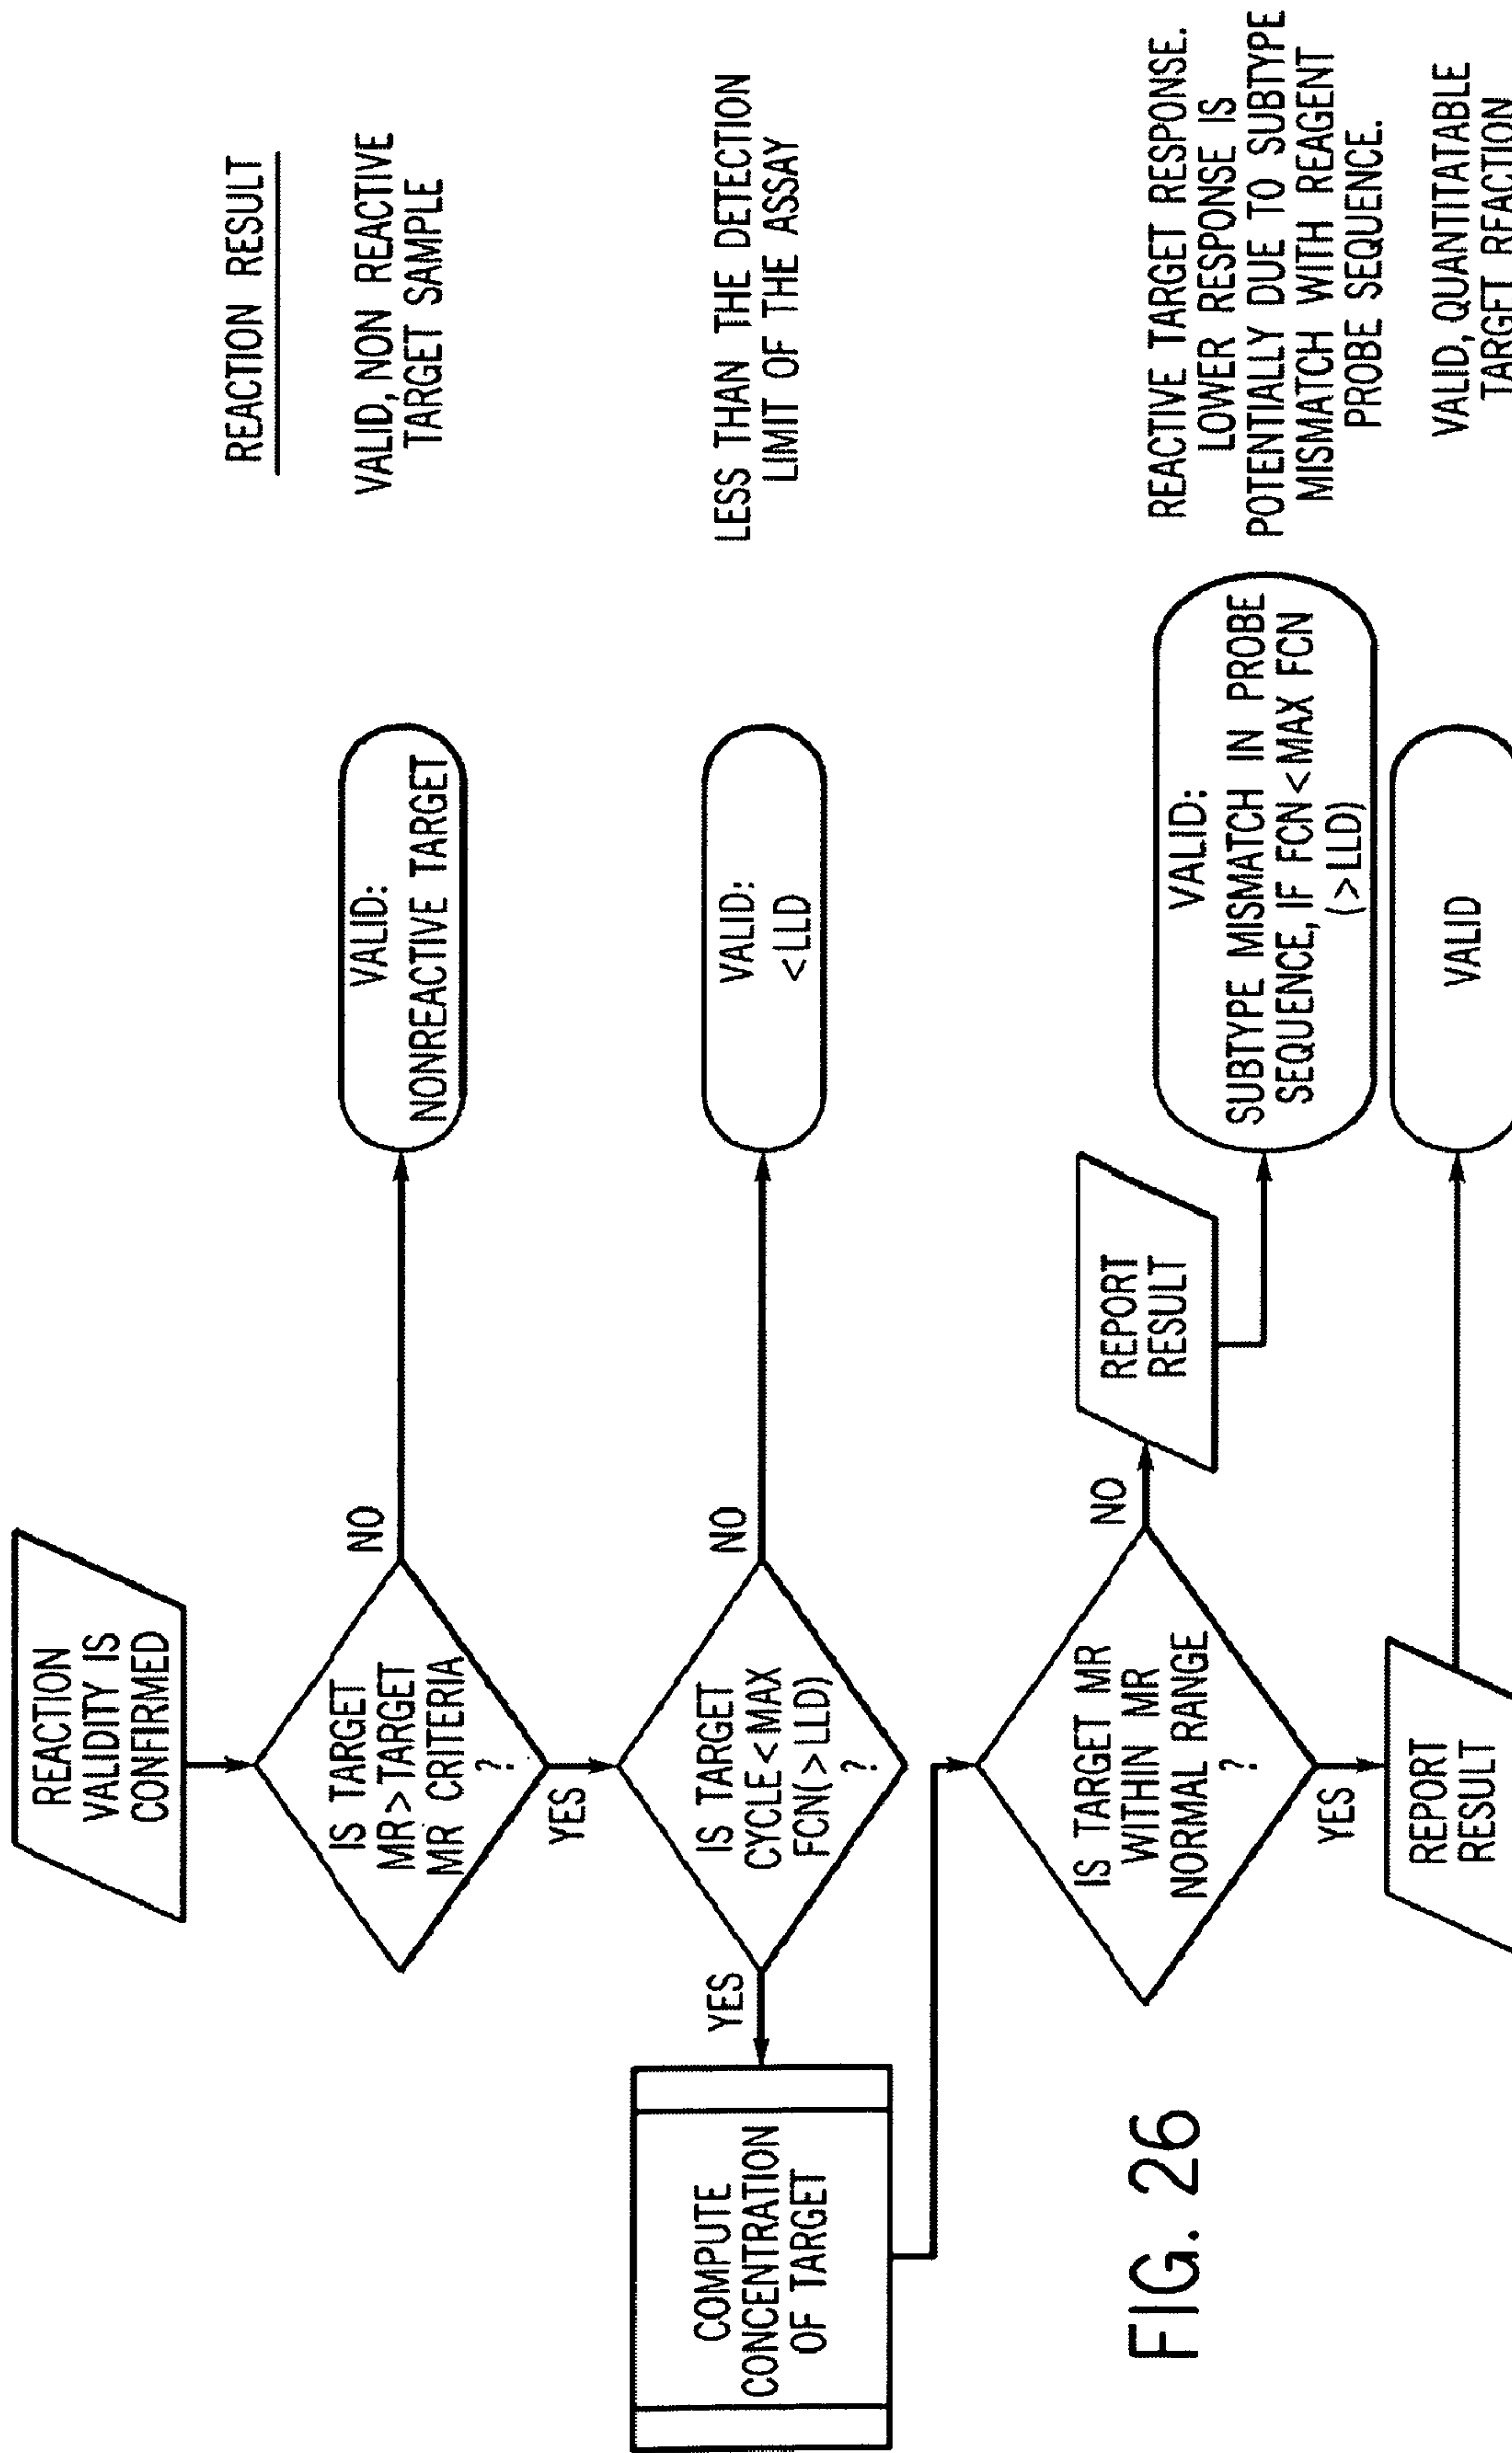 REACTION
VALIDITY IS
CONFIRMED
REACTION RESULT
IS TARGET
MR>TARGET
MR CRITERIA
?
NO
VALID:
NONREACTIVE TARGET
VALID, NON REACTIVE
TARGET SAMPLE
YES
IS TARGET
CYCLE<MAX
FCN(>LLD)
?
NO
VALID:
<LLD
LESS THAN THE DETECTION
LIMIT OF THE ASSAY
YES
COMPUTE
CONCENTRATION
OF TARGET
IS TARGET MR
WITHIN MR
NORMAL RANGE
?
NO
REPORT
RESULT
VALID:
SUBTYPE MISMATCH IN PROBE
SEQUENCE, IF FCN<MAX FCN
(>LLD)
REACTIVE TARGET RESPONSE.
LOWER RESPONSE IS
POTENTIALLY DUE TO SUBTYPE
MISMATCH WITH REAGENT
PROBE SEQUENCE.
YES
REPORT
RESULT
VALID
VALID, QUANTITATABLE
TARGET REACTION
FIG. 26